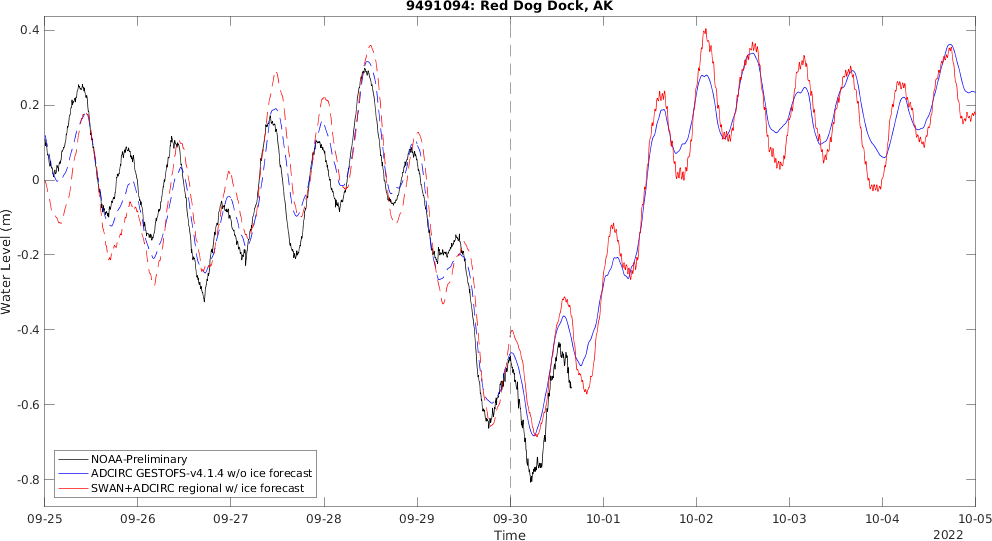 9491094: Red Dog Dock, AK
Water Level (m)
0.4
0.2
0
-0.2
-0.4
-0.6
-0.8
NOAA-Preliminary
ADCIRC GESTOFS-v4.1.4 w/o ice forecast
SWAN+ADCIRC regional w/ ice forecast
09-25 09-26 09-27 09-28 09-29 09-30 10-01 10-02 10-03 10-04 10-05
Time
2022